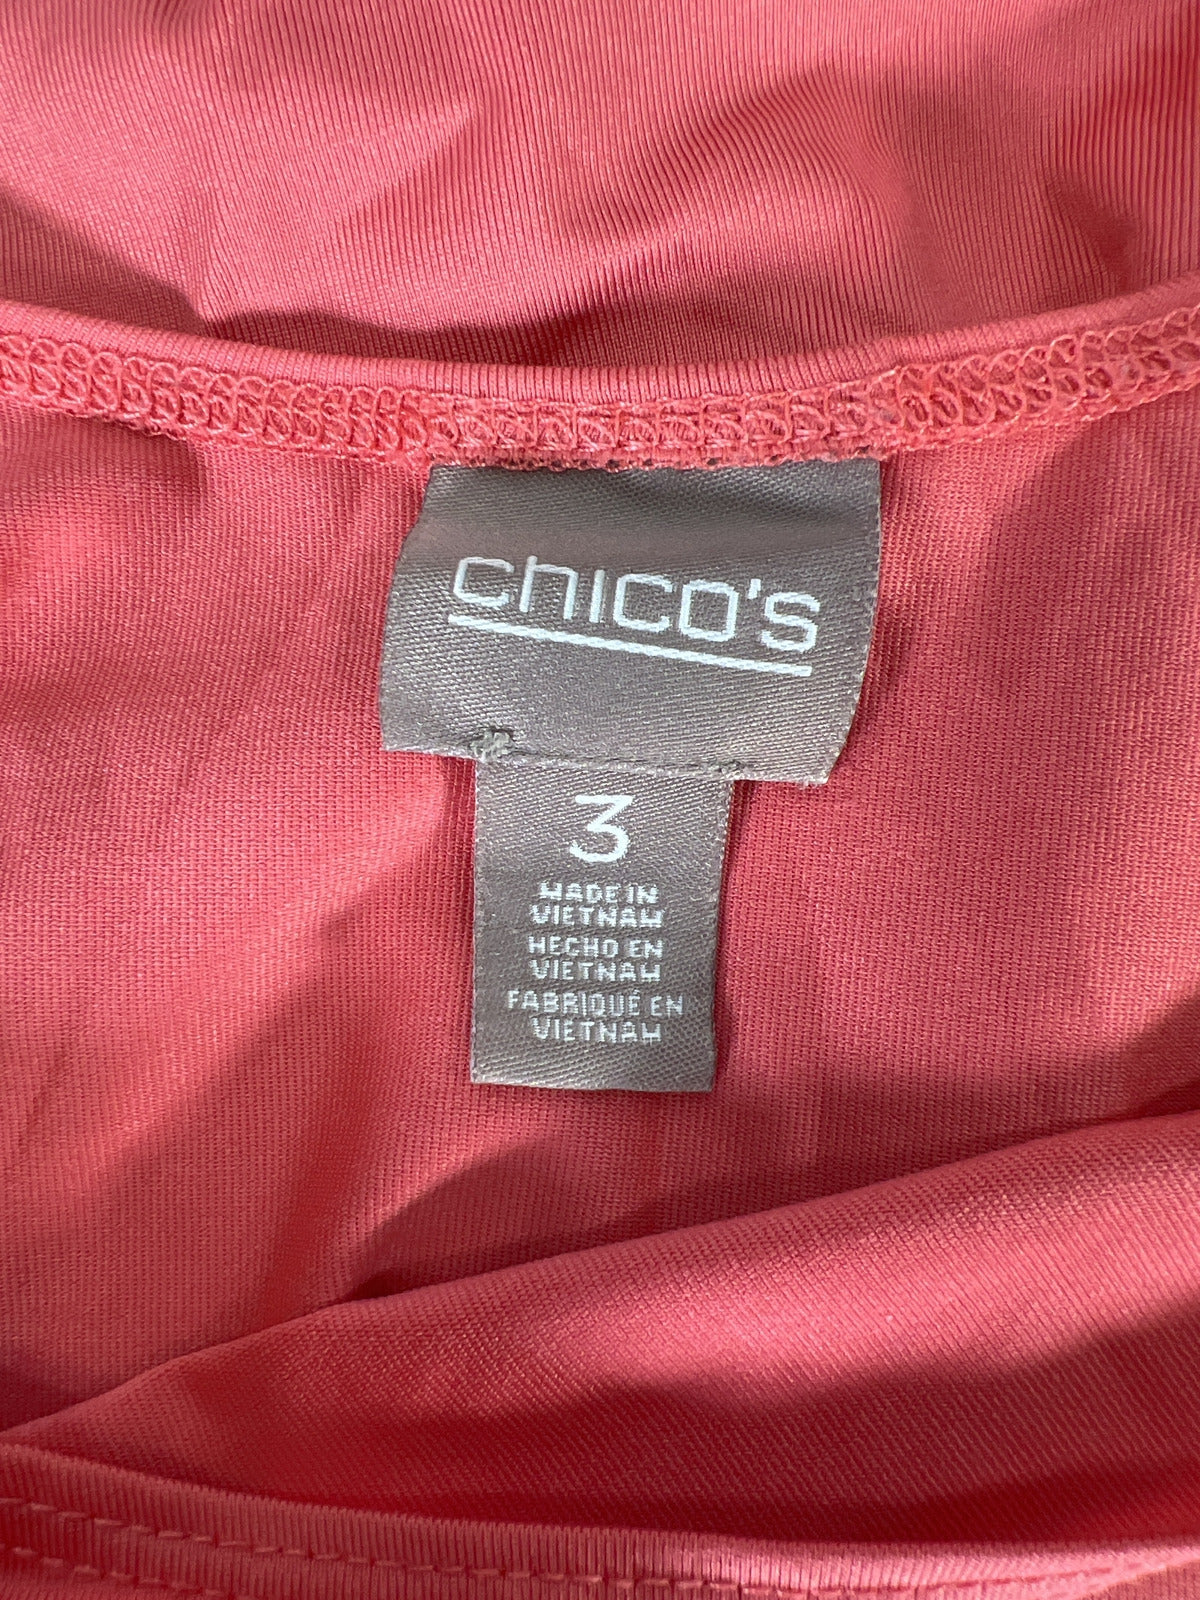 chico's
3
MADE IN
VIETNAM
HECHO EN
VIETNAM
FABRIQUÉ EN
VIETNAM